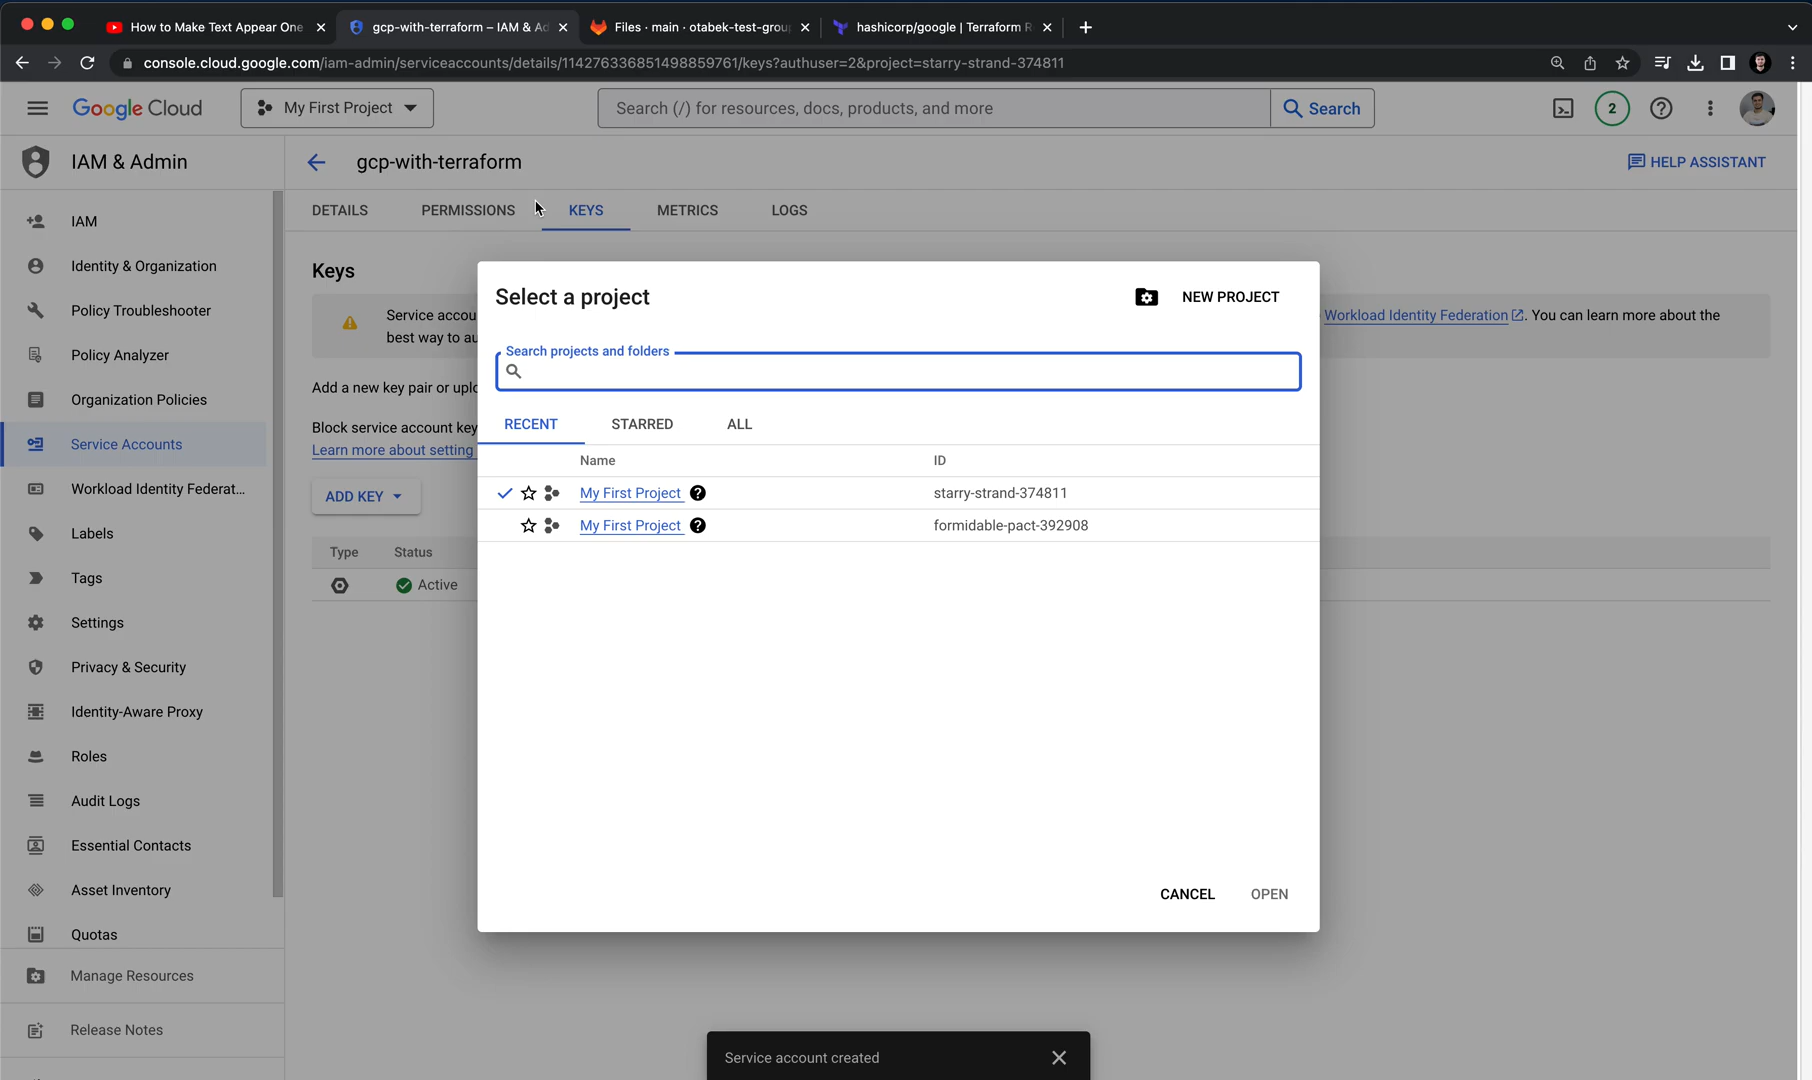 How to Make Text Appear One
gcp-with-terraform – IAM & Ad
Files · main · otabek-test-group
hashicorp/google | Terraform R
console.cloud.google.com/iam-admin/serviceaccounts/details/114276336851498859761/keys?authuser=2&project=starry-strand-374811
Google Cloud
My First Project
Search (/) for resources, docs, products, and more
Search
2
IAM & Admin
gcp-with-terraform
HELP ASSISTANT
DETAILS
PERMISSIONS
KEYS
METRICS
LOGS
IAM
Identity & Organization
Policy Troubleshooter
Policy Analyzer
Organization Policies
Service Accounts
Workload Identity Federat...
Labels
Tags
Settings
Privacy & Security
Identity-Aware Proxy
Roles
Audit Logs
Essential Contacts
Asset Inventory
Quotas
Manage Resources
Release Notes
Keys
Service accou
best way to au
Workload Identity Federation . You can learn more about the
Add a new key pair or uplo
Block service account key
Learn more about setting
ADD KEY
Type Status
Active
Select a project
NEW PROJECT
Search projects and folders
RECENT
STARRED
ALL
Name ID
My First Project starry-strand-374811
My First Project formidable-pact-392908
CANCEL
OPEN
Service account created